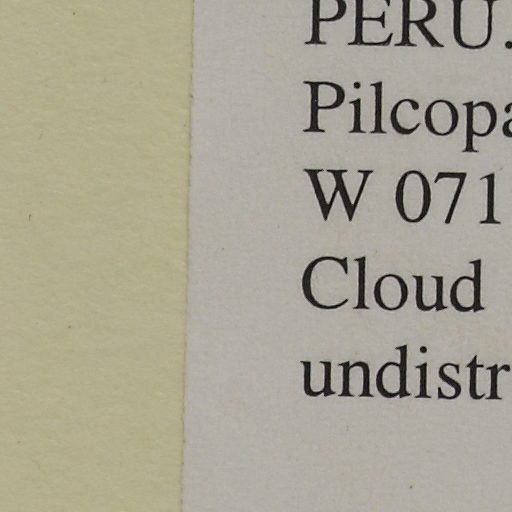 PERU.
Pilcopa
W 071
Cloud
undistr